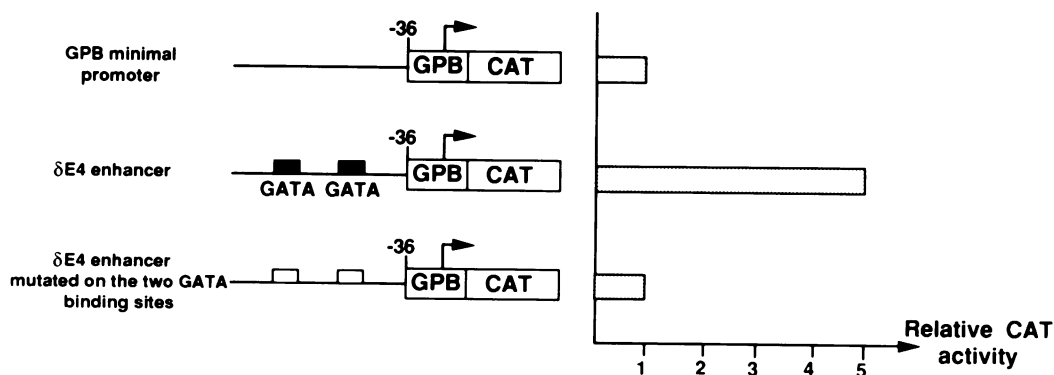 GPB minimal
promoter
-36
GPB CAT
δE4 enhancer
-36
GPB CAT
GATA GATA
δE4 enhancer
mutated on the two GATA
binding sites
-36
GPB CAT
1 2 3 4 5
Relative CAT
activity